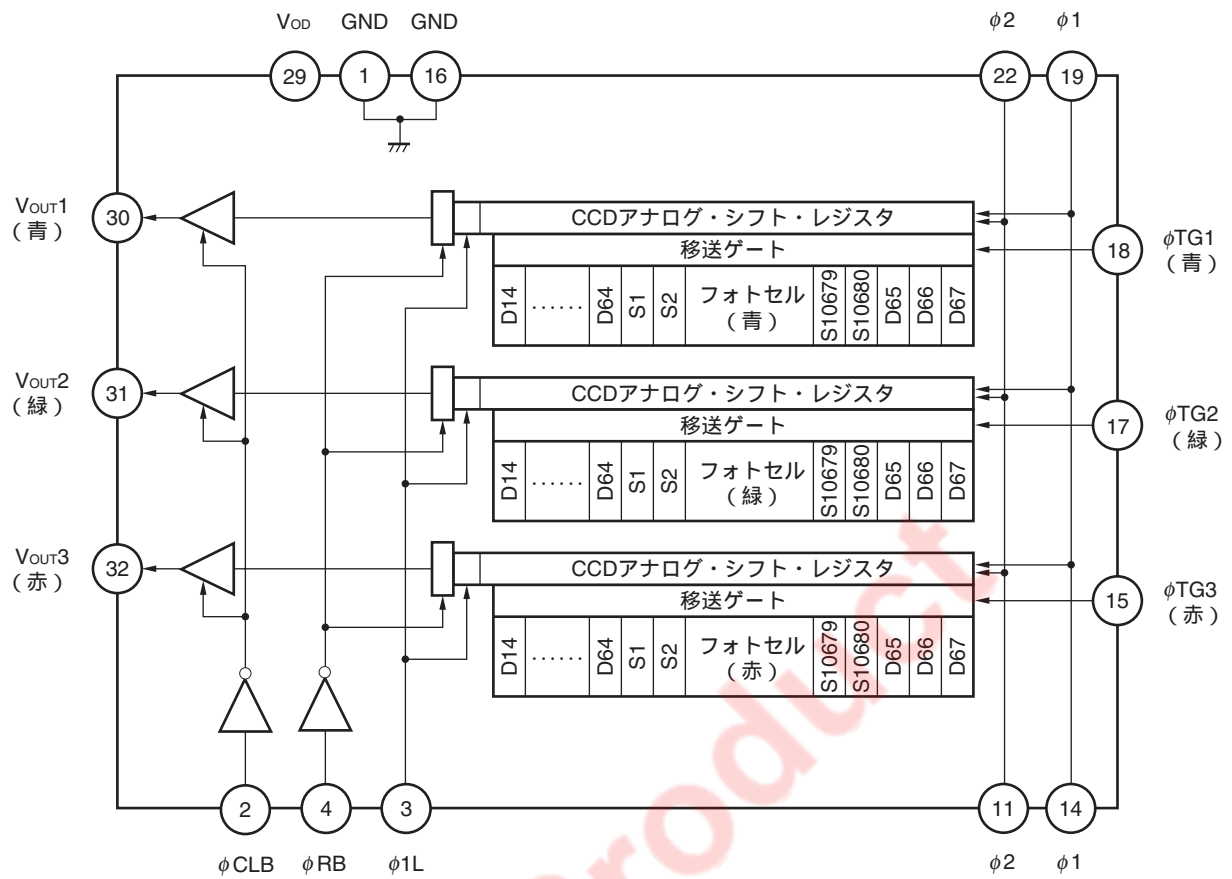 VOD GND GND φ2 φ1
29 1 16 22 19
VOUT1
（青）
30
CCDアナログ・シフト・レジスタ
移送ゲート
D14 ‥‥‥ D64 S1 S2 フォトセル（青） S10679 S10680 D65 D66 D67
18
φTG1
（青）
VOUT2
（緑）
31
CCDアナログ・シフト・レジスタ
移送ゲート
D14 ‥‥‥ D64 S1 S2 フォトセル（緑） S10679 S10680 D65 D66 D67
17
φTG2
（緑）
VOUT3
（赤）
32
CCDアナログ・シフト・レジスタ
移送ゲート
D14 ‥‥‥ D64 S1 S2 フォトセル（赤） S10679 S10680 D65 D66 D67
15
φTG3
（赤）
2 4 3 11 14
φCLB φRB φ1L φ2 φ1
Product